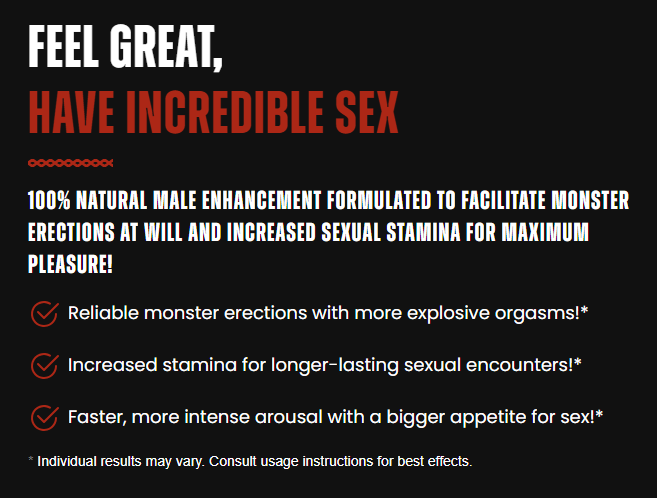 FEEL GREAT,
HAVE INCREDIBLE SEX
100% NATURAL MALE ENHANCEMENT FORMULATED TO FACILITATE MONSTER
ERECTIONS AT WILL AND INCREASED SEXUAL STAMINA FOR MAXIMUM
PLEASURE!
Reliable monster erections with more explosive orgasms!*
Increased stamina for longer-lasting sexual encounters!*
Faster, more intense arousal with a bigger appetite for sex!*
* Individual results may vary. Consult usage instructions for best effects.